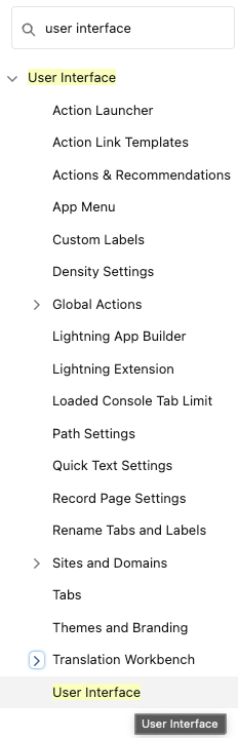 user interface
User Interface
Action Launcher
Action Link Templates
Actions & Recommendations
App Menu
Custom Labels
Density Settings
Global Actions
Lightning App Builder
Lightning Extension
Loaded Console Tab Limit
Path Settings
Quick Text Settings
Record Page Settings
Rename Tabs and Labels
Sites and Domains
Tabs
Themes and Branding
Translation Workbench
User Interface
User Interface